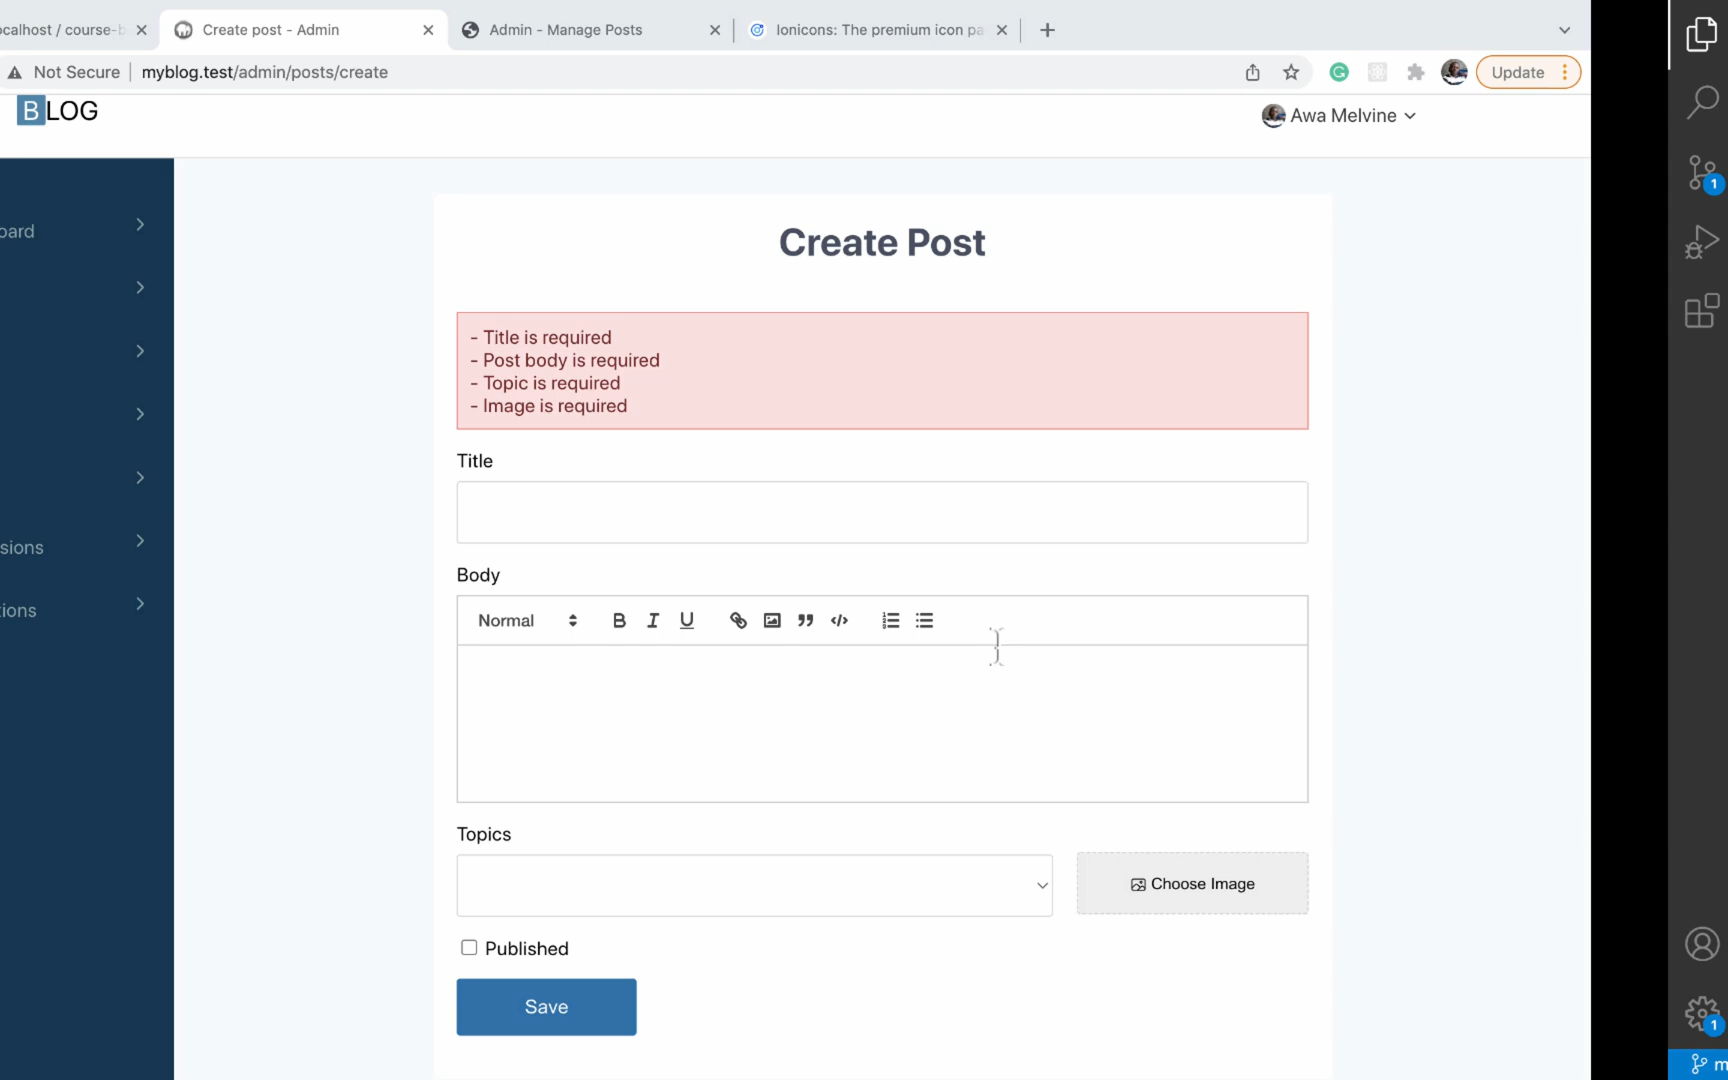 ocalhost / course-b
Create post - Admin
Admin - Manage Posts
Ionicons: The premium icon pa
Not Secure
myblog.test/admin/posts/create
Update
BLOG
Awa Melvine
oard
sions
tions
Create Post
- Title is required
- Post body is required
- Topic is required
- Image is required
Title
Body
Normal
B I U
Topics
Choose Image
Published
Save
1
1
m